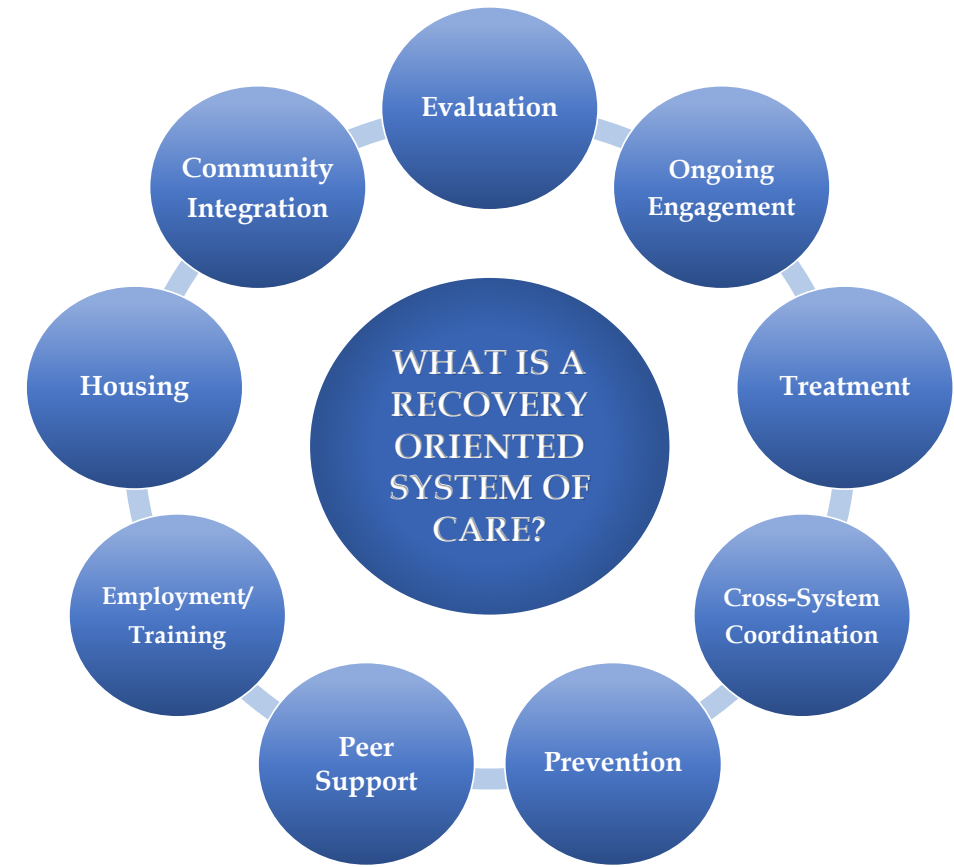 Evaluation
Ongoing
Engagement
Treatment
Cross-System
Coordination
Prevention
Peer
Support
Employment/
Training
Housing
Community
Integration
WHAT IS A
RECOVERY
ORIENTED
SYSTEM OF
CARE?